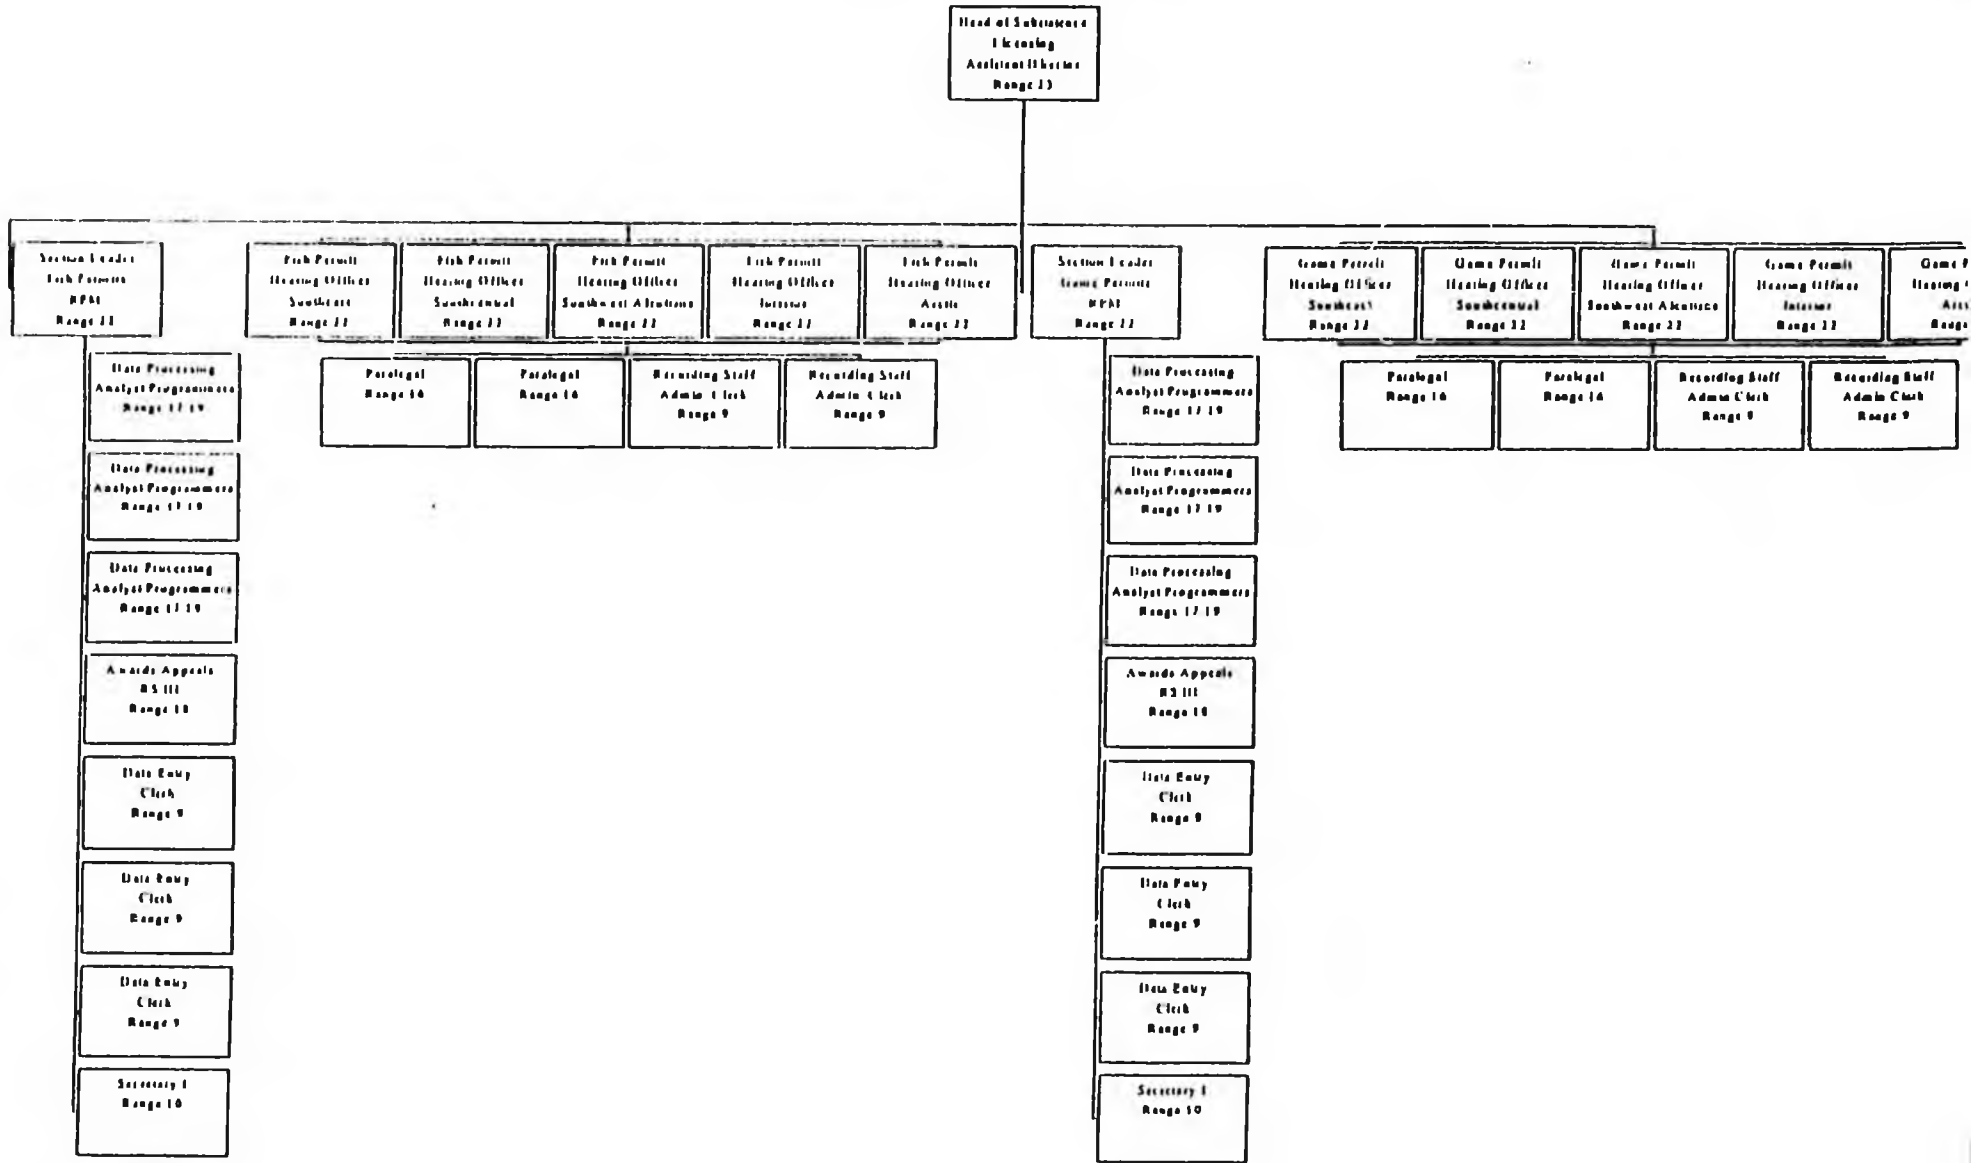 Head of Subsistence
Licensing
Assistant Director
Range 23
Section Leader
Fish Permits
RPM
Range 22
Fish Permit
Hearing Officer
Southeast
Range 22
Fish Permit
Hearing Officer
Southcentral
Range 22
Fish Permit
Hearing Officer
Southwest Aleutians
Range 22
Fish Permit
Hearing Officer
Interior
Range 22
Fish Permit
Hearing Officer
Arctic
Range 22
Section Leader
Game Permits
RPM
Range 22
Game Permit
Hearing Officer
Southeast
Range 22
Game Permit
Hearing Officer
Southcentral
Range 22
Game Permit
Hearing Officer
Southwest Aleutians
Range 22
Game Permit
Hearing Officer
Interior
Range 22
Game
Hearing
Range
Data Processing
Analyst Programmers
Range 17-19
Data Processing
Analyst Programmers
Range 17-19
Data Processing
Analyst Programmers
Range 17-19
Awards Appeals
RS III
Range 18
Data Entry
Clerk
Range 9
Data Entry
Clerk
Range 9
Data Entry
Clerk
Range 9
Secretary I
Range 10
Paralegal
Range 16
Paralegal
Range 16
Recording Staff
Admin Clerk
Range 9
Recording Staff
Admin Clerk
Range 9
Data Processing
Analyst Programmers
Range 17-19
Data Processing
Analyst Programmers
Range 17-19
Data Processing
Analyst Programmers
Range 17-19
Awards Appeals
RS III
Range 18
Data Entry
Clerk
Range 9
Data Entry
Clerk
Range 9
Data Entry
Clerk
Range 9
Secretary I
Range 10
Paralegal
Range 16
Paralegal
Range 16
Recording Staff
Admin Clerk
Range 9
Recording Staff
Admin Clerk
Range 9